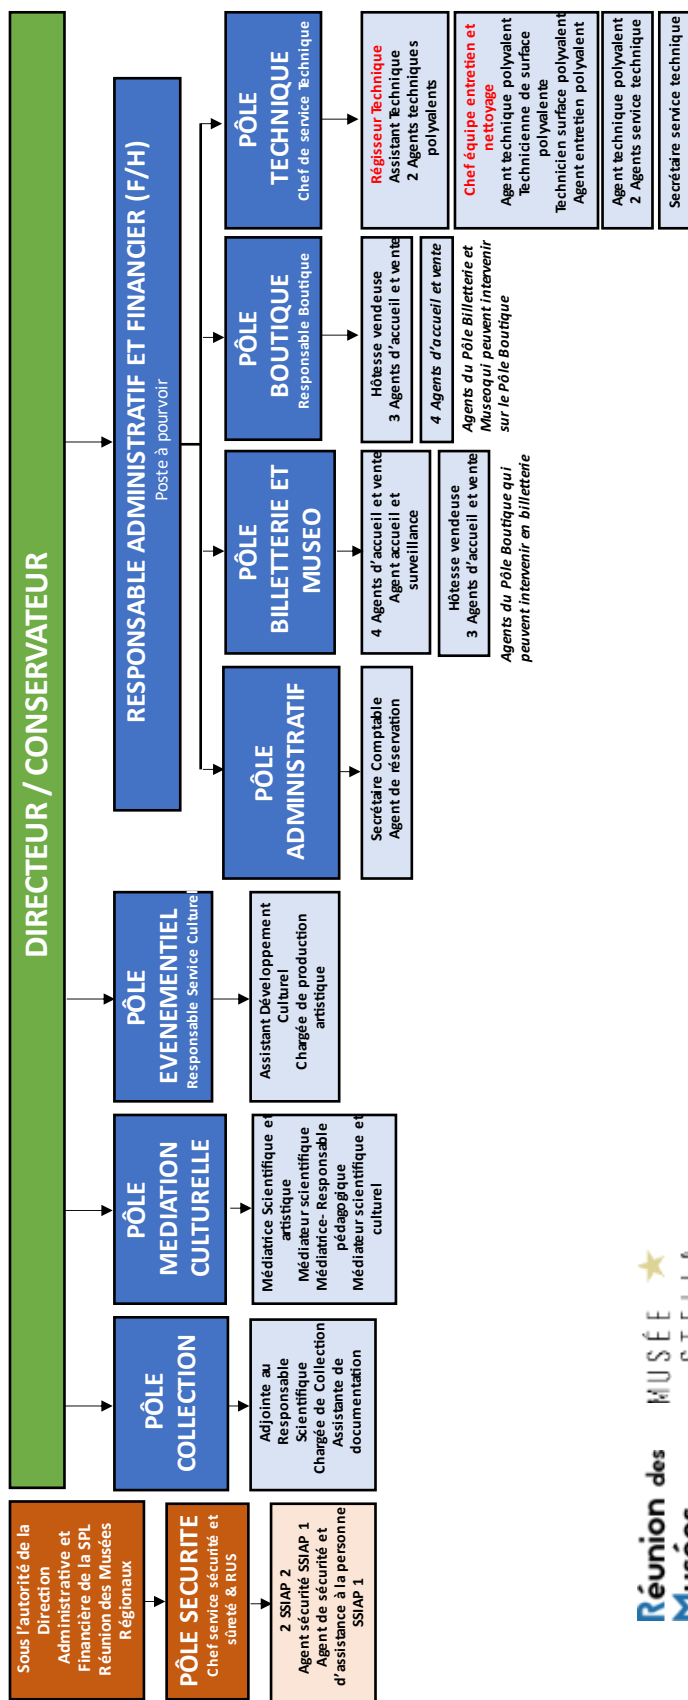 DIRECTEUR / CONSERVATEUR
Sous l'autorité de la
Direction
Administrative et
Financière de la SPL
Réunion des Musées
Régionaux
PÔLE SECURITE
Chef service sécurité et
sûreté & RUS
2 SSIAP 2
Agent sécurité SSIAP 1
Agent de sécurité et
d'assistance à la personne
SSIAP 1
PÔLE
COLLECTION
Adjointe au
Responsable
Scientifique
Chargée de Collection
Assistante de
documentation
PÔLE
MEDIATION
CULTURELLE
Médiatrice Scientifique et
artistique
Médiateur scientifique
Médiatrice- Responsable
pédagogique
Médiateur scientifique et
culturel
PÔLE
EVENEMENTIEL
Responsable Service Culturel
Assistant Développement
Culturel
Chargée de production
artistique
RESPONSABLE ADMINISTRATIF ET FINANCIER (F/H)
Poste à pourvoir
PÔLE
ADMINISTRATIF
Secrétaire Comptable
Agent de réservation
PÔLE
BILLETTERIE ET
MUSEO
4 Agents d'accueil et vente
Agent accueil et
surveillance
Hôtesse vendeuse
3 Agents d'accueil et vente
Agents du Pôle Boutique qui
peuvent intervenir en billetterie
PÔLE
BOUTIQUE
Responsable Boutique
Hôtesse vendeuse
3 Agents d'accueil et vente
4 Agents d'accueil et vente
Agents du Pôle Billetterie et
Museoqui peuvent intervenir
sur le Pôle Boutique
PÔLE
TECHNIQUE
Chef de service Technique
Régisseur Technique
Assistant Technique
2 Agents techniques
polyvalents
Chef équipe entretien et
nettoyage
Agent technique polyvalent
Technicienne de surface
polyvalente
Technicien surface polyvalent
Agent entretien polyvalent
Agent technique polyvalent
2 Agents service technique
Secrétaire service technique
Réunion des
Musées
MUSÉE